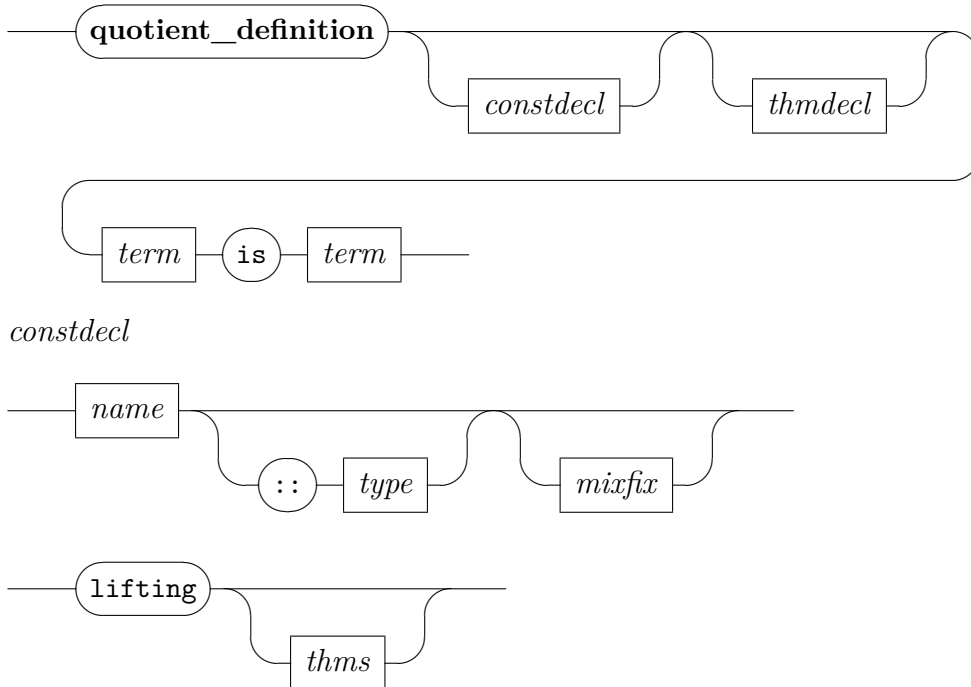 quotient_definition
constdecl thmdecl
term is term
constdecl
name
:: type mixfix
lifting
thms